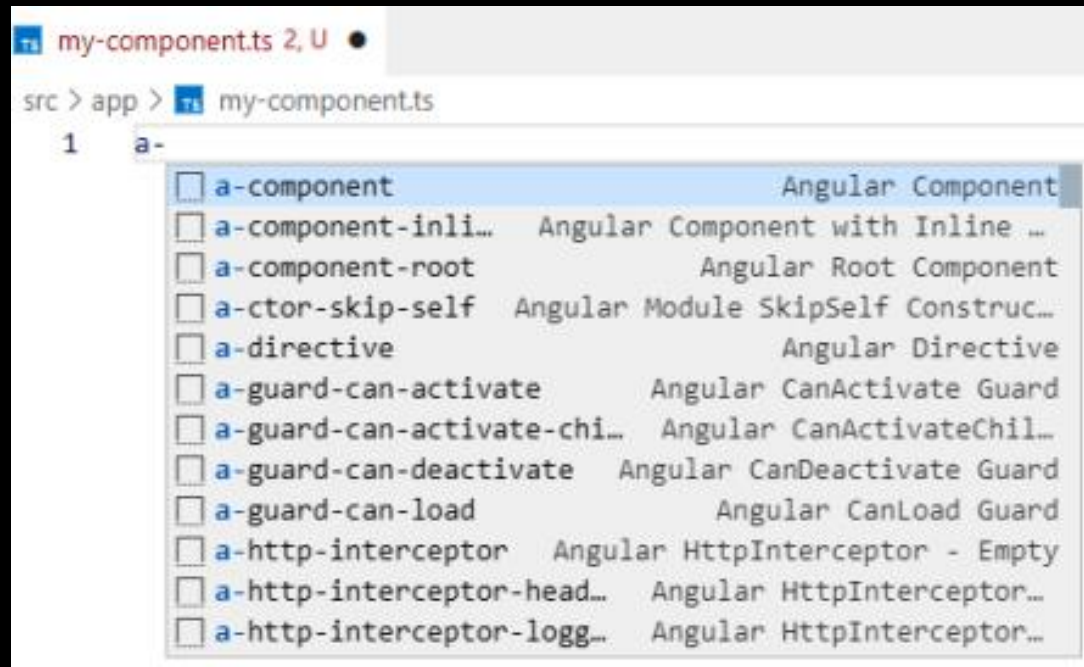 TS my-component.ts 2, U
src > app > TS my-component.ts
1 a-
a-component Angular Component
a-component-inli… Angular Component with Inline …
a-component-root Angular Root Component
a-ctor-skip-self Angular Module SkipSelf Construc…
a-directive Angular Directive
a-guard-can-activate Angular CanActivate Guard
a-guard-can-activate-chi… Angular CanActivateChil…
a-guard-can-deactivate Angular CanDeactivate Guard
a-guard-can-load Angular CanLoad Guard
a-http-interceptor Angular HttpInterceptor - Empty
a-http-interceptor-head… Angular HttpInterceptor…
a-http-interceptor-logg… Angular HttpInterceptor…